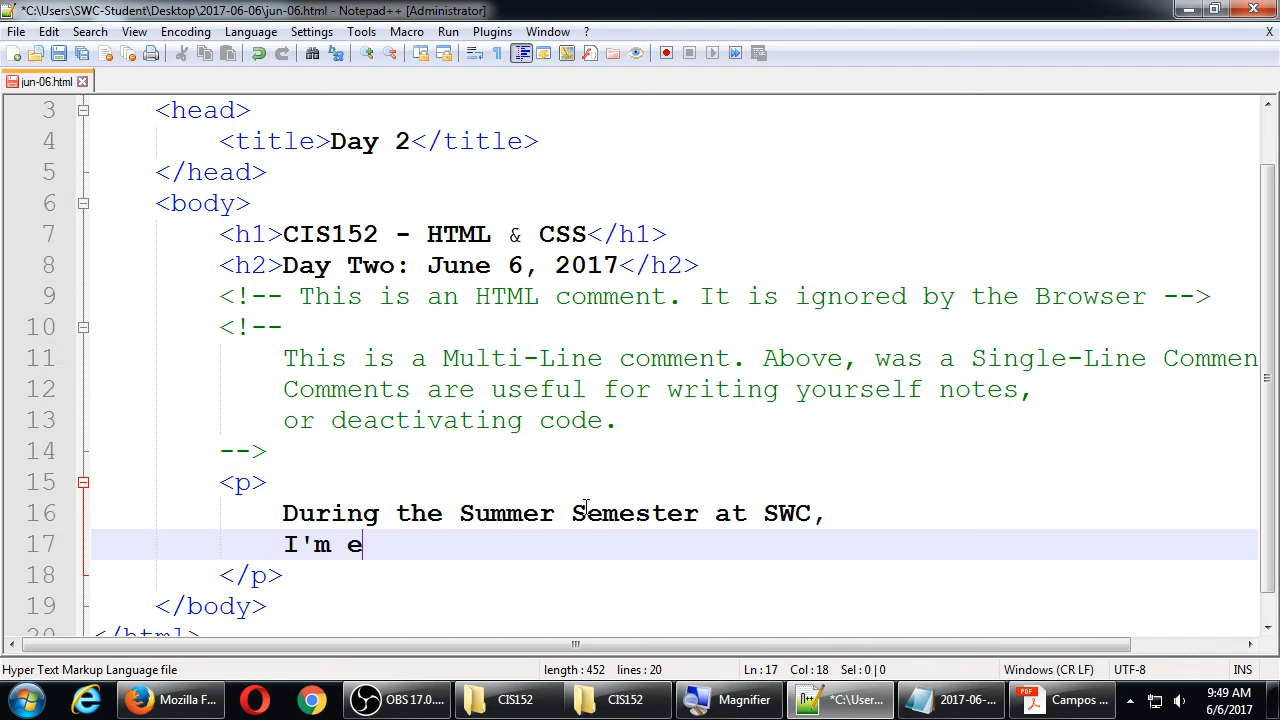 *C:\Users\SWC-Student\Desktop\2017-06-06\jun-06.html - Notepad++ [Administrator]
File Edit Search View Encoding Language Settings Tools Macro Run Plugins Window ? X
jun-06.html
3 <head>
4 <title>Day 2</title>
5 </head>
6 <body>
7 <h1>CIS152 - HTML & CSS</h1>
8 <h2>Day Two: June 6, 2017</h2>
9 <!-- This is an HTML comment. It is ignored by the Browser -->
10 <!--
11 This is a Multi-Line comment. Above, was a Single-Line Commen
12 Comments are useful for writing yourself notes,
13 or deactivating code.
14 -->
15 <p>
16 During the Summer Semester at SWC,
17 I'm e
18 </p>
19 </body>
20 </html>
Hyper Text Markup Language file length : 452 lines : 20 Ln : 17 Col : 18 Sel : 0 | 0 Windows (CR LF) UTF-8 INS
Mozilla F... OBS 17.0.... CIS152 CIS152 Magnifier *C:\User... 2017-06-... Campos ... 9:49 AM
6/6/2017